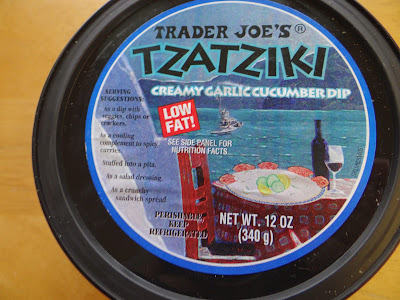 TRADER JOE'S®
TZATZIKI
CREAMY GARLIC CUCUMBER DIP
SERVING
SUGGESTIONS:
As a dip with
veggies, chips or
crackers.
As a cooling
complement to spicy
curries.
Stuffed into a pita.
As a salad dressing.
As a crunchy
sandwich spread
LOW
FAT!
SEE SIDE PANEL FOR
NUTRITION FACTS
PERISHABLE
KEEP
REFRIGERATED
NET WT. 12 OZ
(340 g)